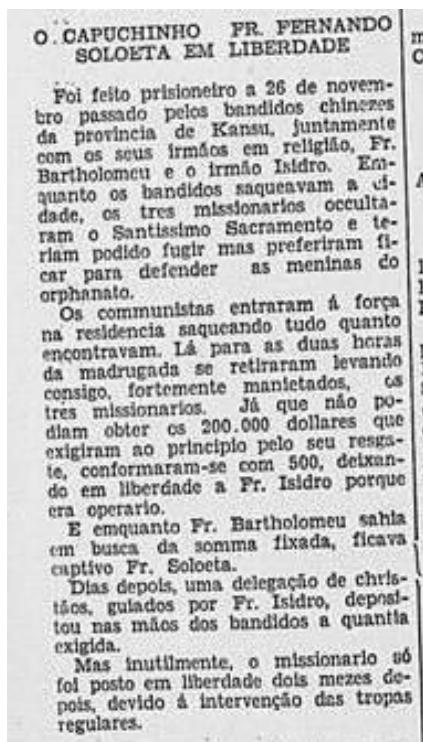 O CAPUCHINHO FR. FERNANDO
SOLOETA EM LIBERDADE
Foi feito prisioneiro a 26 de novem-
bro passado pelos bandidos chinezes
da provincia de Kansu, juntamente
com os seus irmãos em religião, Fr.
Bartholomeu e o irmão Isidro. Em-
quanto os bandidos saqueavam a ci-
dade, os tres missionarios occulta-
ram o Santissimo Sacramento e te-
riam podido fugir mas preferiram fi-
car para defender as meninas do
orphanato.
Os communistas entraram á força
na residencia saqueando tudo quanto
encontravam. Lá para as duas horas
da madrugada se retiraram levando
consigo, fortemente manietados, os
tres missionarios. Já que não po-
diam obter os 200.000 dollares que
exigiram ao principio pelo seu resga-
te, conformaram-se com 500, deixan-
do em liberdade a Fr. Isidro porque
era operario.
E emquanto Fr. Bartholomeu sahia
em busca da somma fixada, ficava
captivo Fr. Soloeta.
Dias depois, uma delegação de chris-
tãos, guiados por Fr. Isidro, deposi-
tou nas mãos dos bandidos a quantia
exigida.
Mas inutilmente, o missionario só
foi posto em liberdade dois mezes de-
pois, devido á intervenção das tropas
regulares.